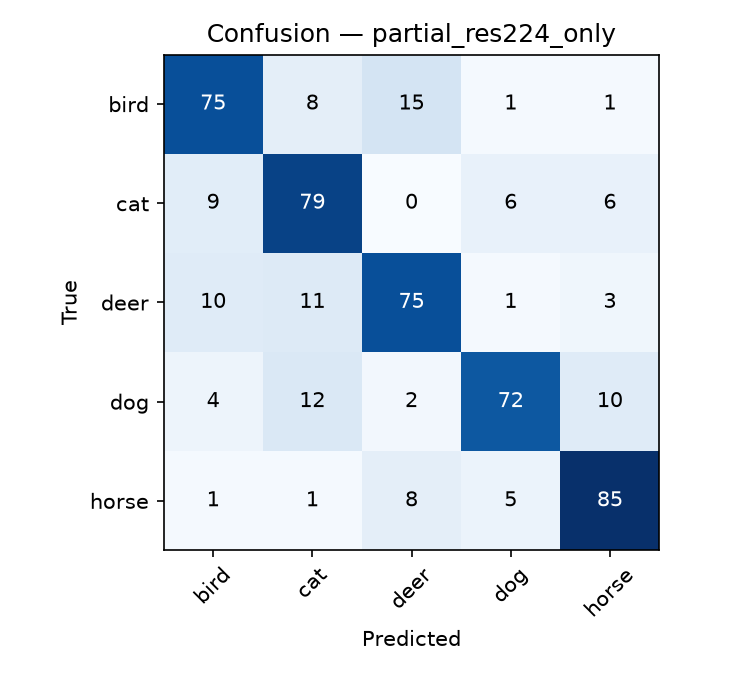 Confusion — partial_res224_only
bird 75 8 15 1 1
cat 9 79 0 6 6
deer 10 11 75 1 3
dog 4 12 2 72 10
horse 1 1 8 5 85
True
bird cat deer dog horse
Predicted